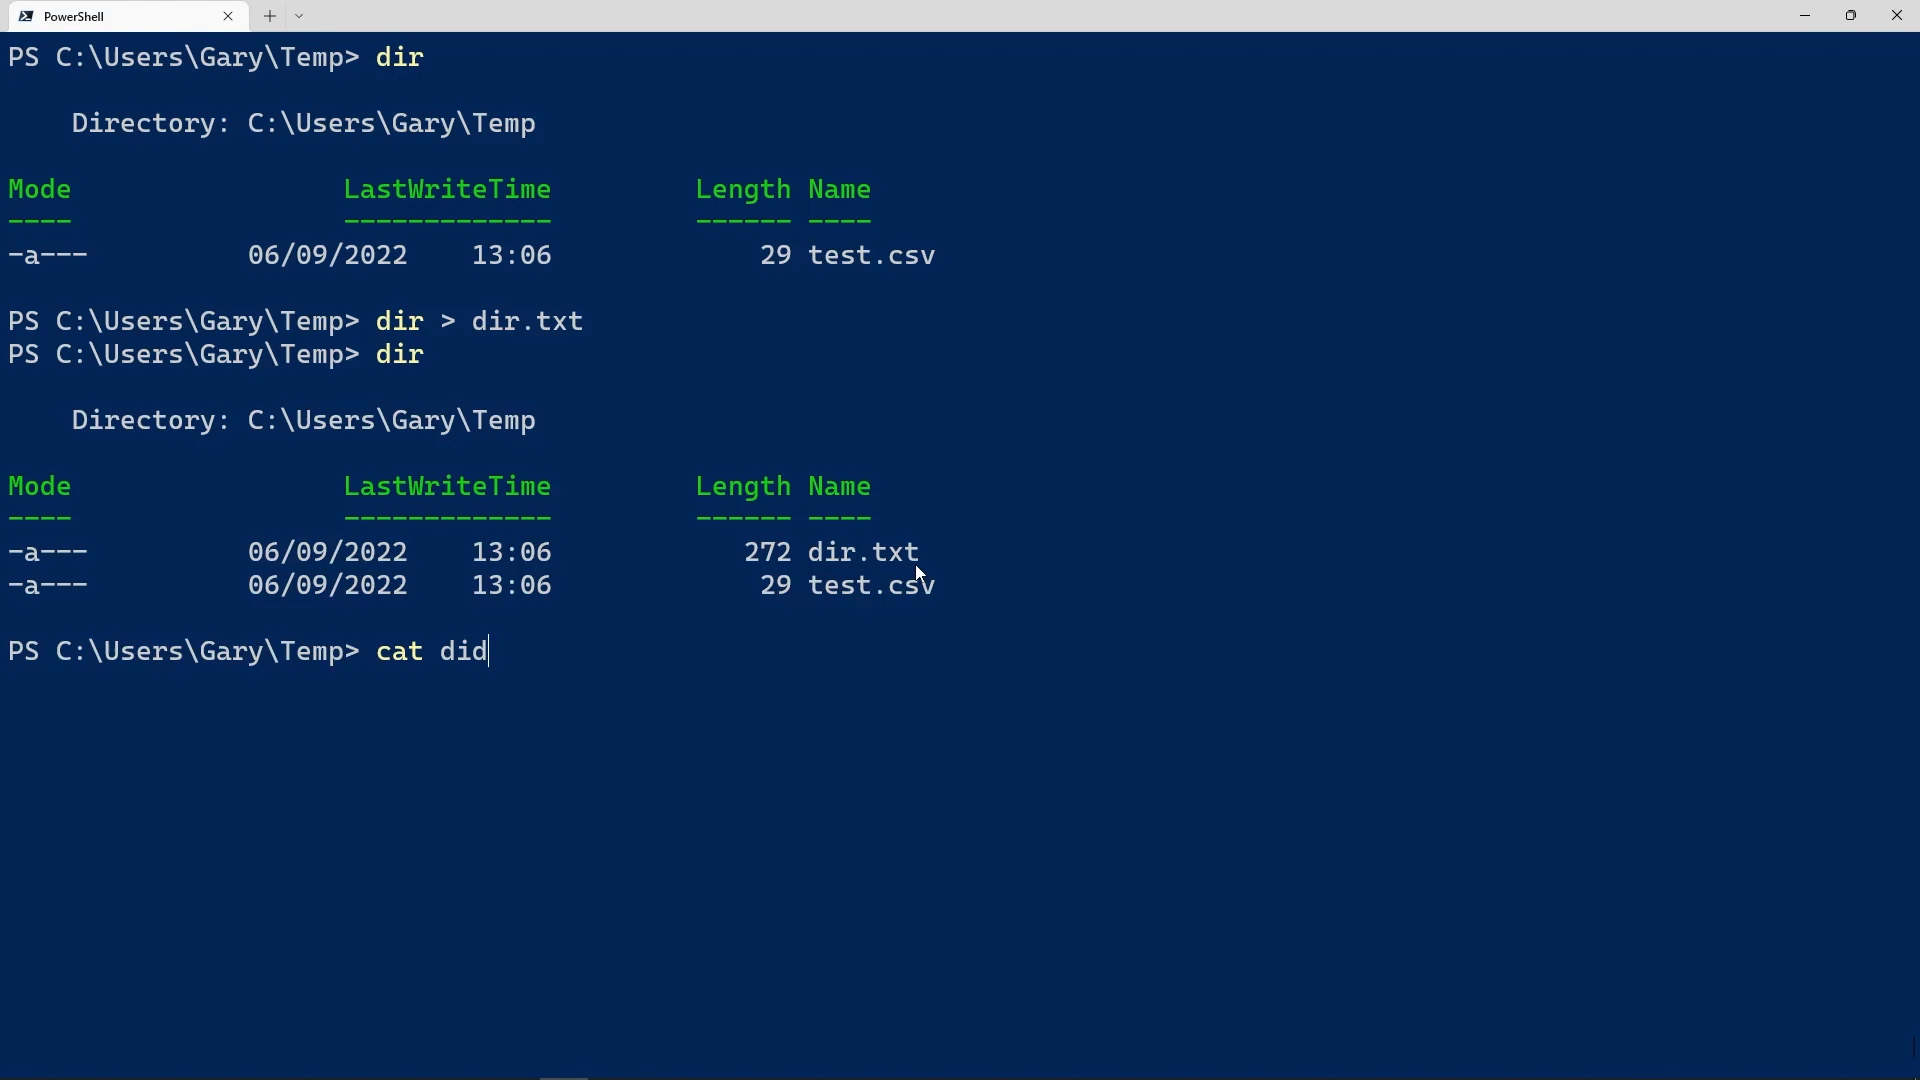 PowerShell
PS C:\Users\Gary\Temp> dir
Directory: C:\Users\Gary\Temp
Mode                 LastWriteTime         Length Name
----                 -------------         ------ ----
-a---          06/09/2022    13:06             29 test.csv
PS C:\Users\Gary\Temp> dir > dir.txt
PS C:\Users\Gary\Temp> dir
Directory: C:\Users\Gary\Temp
Mode                 LastWriteTime         Length Name
----                 -------------         ------ ----
-a---          06/09/2022    13:06            272 dir.txt
-a---          06/09/2022    13:06             29 test.csv
PS C:\Users\Gary\Temp> cat did